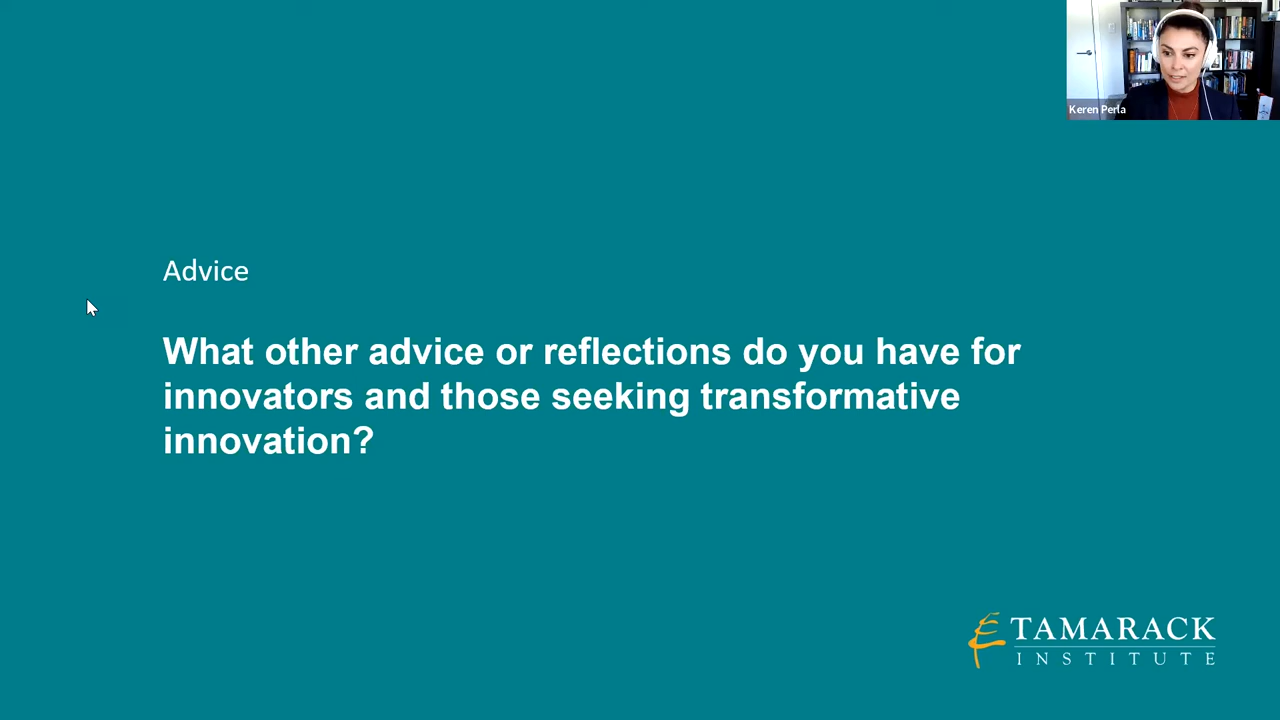 Keren Perla
Advice
What other advice or reflections do you have for
innovators and those seeking transformative
innovation?
TAMARACK
INSTITUTE